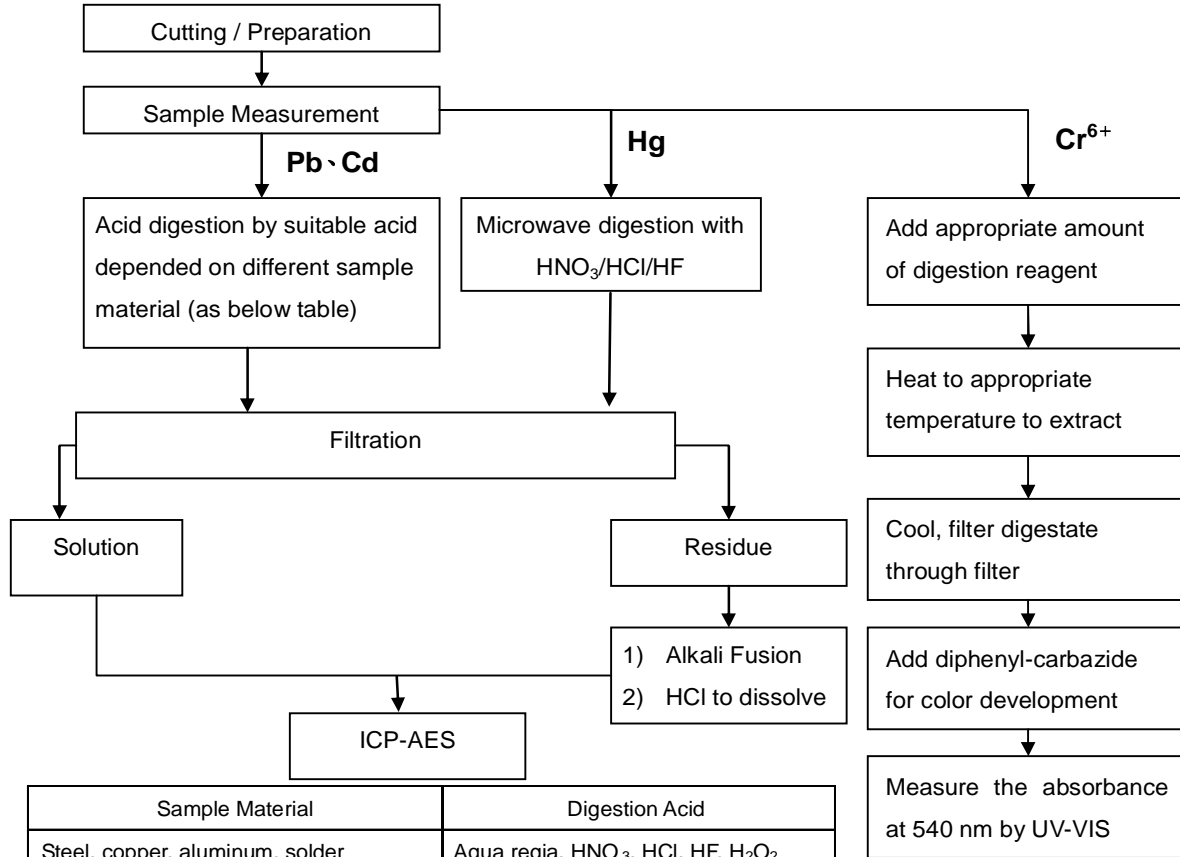 Cutting / Preparation
Sample Measurement
Pb、Cd
Hg
Cr⁶⁺
Acid digestion by suitable acid
depended on different sample
material (as below table)
Microwave digestion with
HNO₃/HCl/HF
Add appropriate amount
of digestion reagent
Heat to appropriate
temperature to extract
Filtration
Solution
Residue
Cool, filter digestate
through filter
1) Alkali Fusion
2) HCl to dissolve
Add diphenyl-carbazide
for color development
ICP-AES
Measure the absorbance
at 540 nm by UV-VIS
Sample Material
Digestion Acid
Steel, copper, aluminum, solder
Aqua regia, HNO₃, HCl, HF, H₂O₂